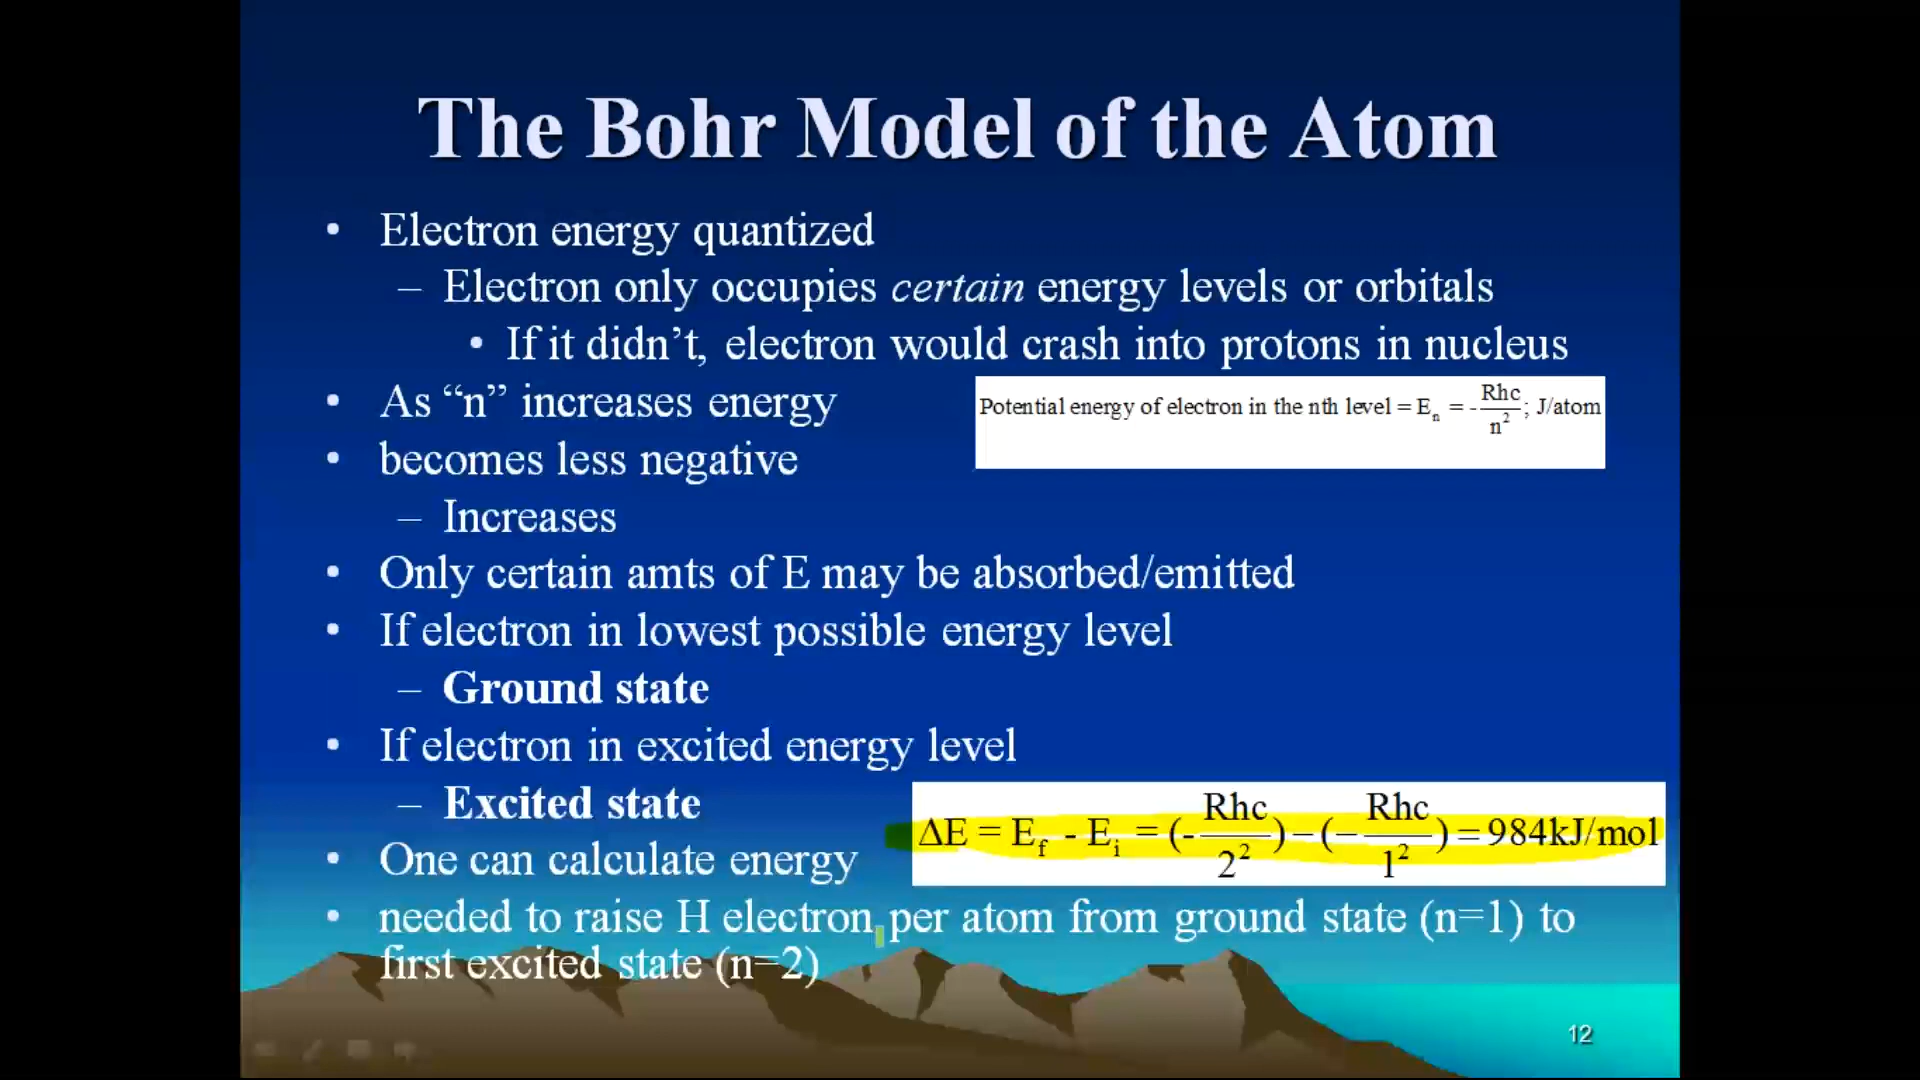 The Bohr Model of the Atom
• Electron energy quantized
– Electron only occupies certain energy levels or orbitals
• If it didn’t, electron would crash into protons in nucleus
• As “n” increases energy
Potential energy of electron in the nth level = Eₙ = -Rhc/n²; J/atom
• becomes less negative
– Increases
• Only certain amts of E may be absorbed/emitted
• If electron in lowest possible energy level
– Ground state
• If electron in excited energy level
– Excited state
ΔE = E_f - E_i = (-Rhc/2²)–(–Rhc/1²) = 984kJ/mol
• One can calculate energy
• needed to raise H electron per atom from ground state (n=1) to
first excited state (n=2)
12